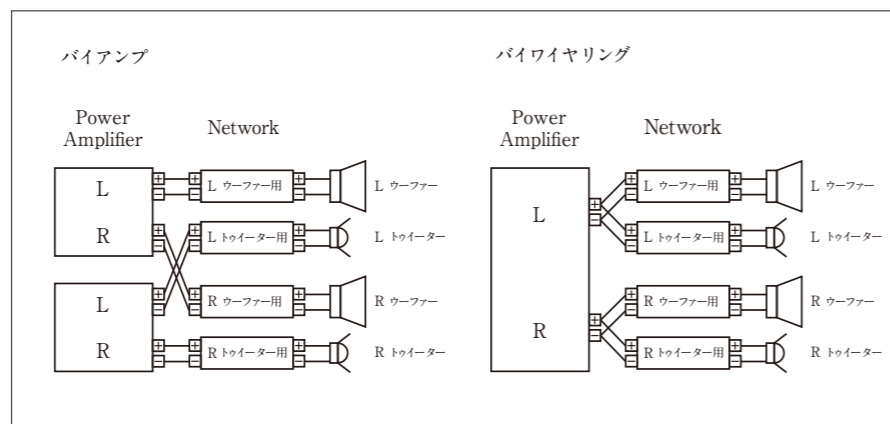 バイアンプ
Power
Amplifier
Network
L
R
L
R
+ + L ウーファー用 + L ウーファー
− − −
+ + L トゥイーター用 + L トゥイーター
− − −
+ + R ウーファー用 + R ウーファー
− − −
+ + R トゥイーター用 + R トゥイーター
− − −
バイワイヤリング
Power
Amplifier
Network
L
R
+ L ウーファー用 + L ウーファー
− −
+
−
+ L トゥイーター用 + L トゥイーター
− −
+ R ウーファー用 + R ウーファー
− −
+
−
+ R トゥイーター用 + R トゥイーター
− −